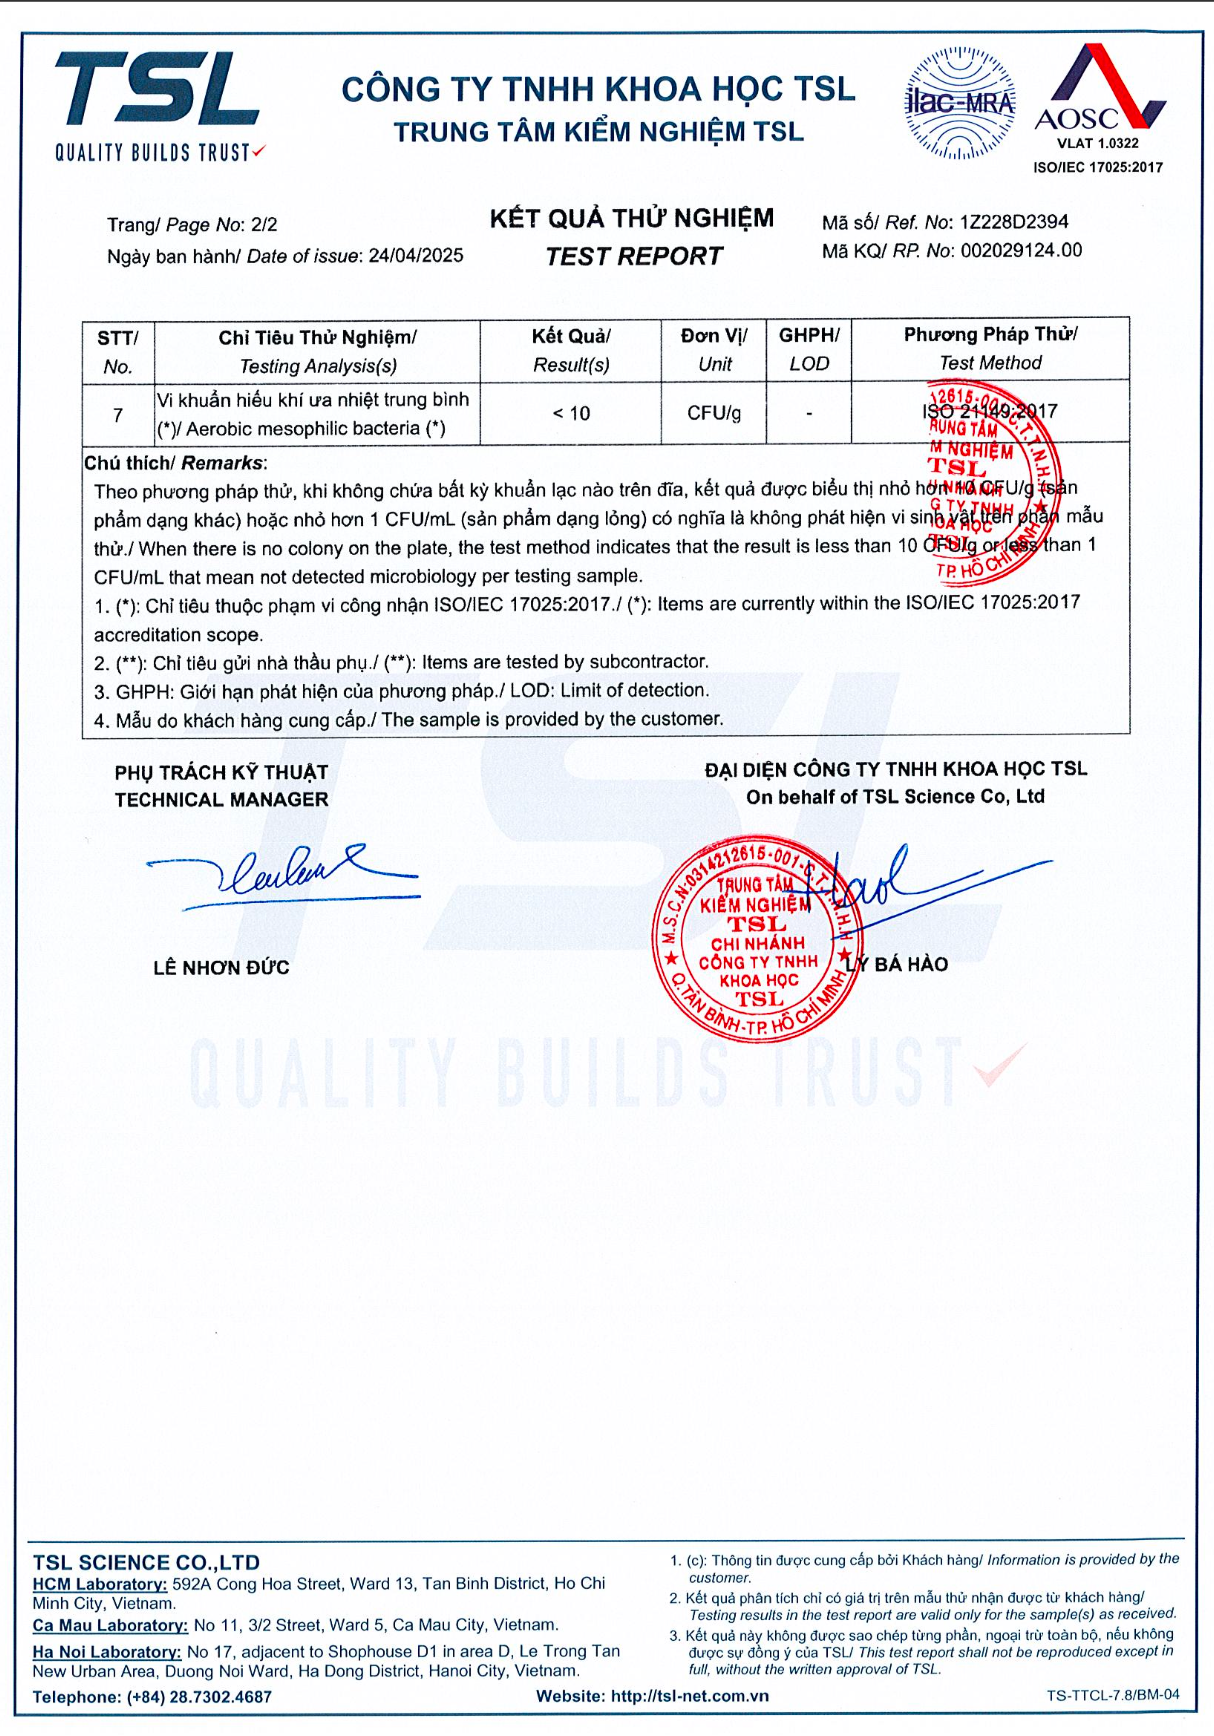 TSL
QUALITY BUILDS TRUST
CÔNG TY TNHH KHOA HỌC TSL
TRUNG TÂM KIỂM NGHIỆM TSL
ilac-MRA
AOSC
VLAT 1.0322
ISO/IEC 17025:2017
Trang/ Page No: 2/2
Ngày ban hành/ Date of issue: 24/04/2025
KẾT QUẢ THỬ NGHIỆM
TEST REPORT
Mã số/ Ref. No: 1Z228D2394
Mã KQ/ RP. No: 002029124.00
STT/ No.
Chỉ Tiêu Thử Nghiệm/ Testing Analysis(s)
Kết Quả/ Result(s)
Đơn Vị/ Unit
GHPH/ LOD
Phương Pháp Thử/ Test Method
7
Vi khuẩn hiếu khí ưa nhiệt trung bình
(*)/ Aerobic mesophilic bacteria (*)
< 10
CFU/g
-
ISO 21149:2017
Chú thích/ Remarks:
Theo phương pháp thử, khi không chứa bất kỳ khuẩn lạc nào trên đĩa, kết quả được biểu thị nhỏ hơn 10 CFU/g (sản
phẩm dạng khác) hoặc nhỏ hơn 1 CFU/mL (sản phẩm dạng lỏng) có nghĩa là không phát hiện vi sinh vật trên phần mẫu
thử./ When there is no colony on the plate, the test method indicates that the result is less than 10 CFU/g or less than 1
CFU/mL that mean not detected microbiology per testing sample.
1. (*): Chỉ tiêu thuộc phạm vi công nhận ISO/IEC 17025:2017./ (*): Items are currently within the ISO/IEC 17025:2017
accreditation scope.
2. (**): Chỉ tiêu gửi nhà thầu phụ./ (**): Items are tested by subcontractor.
3. GHPH: Giới hạn phát hiện của phương pháp./ LOD: Limit of detection.
4. Mẫu do khách hàng cung cấp./ The sample is provided by the customer.
12615-001-C.T.T.N.H.H
RUNG TÂM
M NGHIỆM
TSL
I NHÁNH
G TY TNHH
HOA HỌC
TSL
TP. HỒ CHÍ MINH
PHỤ TRÁCH KỸ THUẬT
TECHNICAL MANAGER
ĐẠI DIỆN CÔNG TY TNHH KHOA HỌC TSL
On behalf of TSL Science Co, Ltd
M.S.C.N:0314212615-001-C.T.T.N.H.H
TRUNG TÂM
KIỂM NGHIỆM
TSL
CHI NHÁNH
CÔNG TY TNHH
KHOA HỌC
TSL
Q.TÂN BÌNH-TP. HỒ CHÍ MINH
LÊ NHƠN ĐỨC
LÝ BÁ HÀO
TSL
QUALITY BUILDS TRUST
TSL SCIENCE CO.,LTD
HCM Laboratory: 592A Cong Hoa Street, Ward 13, Tan Binh District, Ho Chi
Minh City, Vietnam.
Ca Mau Laboratory: No 11, 3/2 Street, Ward 5, Ca Mau City, Vietnam.
Ha Noi Laboratory: No 17, adjacent to Shophouse D1 in area D, Le Trong Tan
New Urban Area, Duong Noi Ward, Ha Dong District, Hanoi City, Vietnam.
Telephone: (+84) 28.7302.4687
Website: http://tsl-net.com.vn
1. (c): Thông tin được cung cấp bởi Khách hàng/ Information is provided by the
customer.
2. Kết quả phân tích chỉ có giá trị trên mẫu thử nhận được từ khách hàng/
Testing results in the test report are valid only for the sample(s) as received.
3. Kết quả này không được sao chép từng phần, ngoại trừ toàn bộ, nếu không
được sự đồng ý của TSL/ This test report shall not be reproduced except in
full, without the written approval of TSL.
TS-TTCL-7.8/BM-04